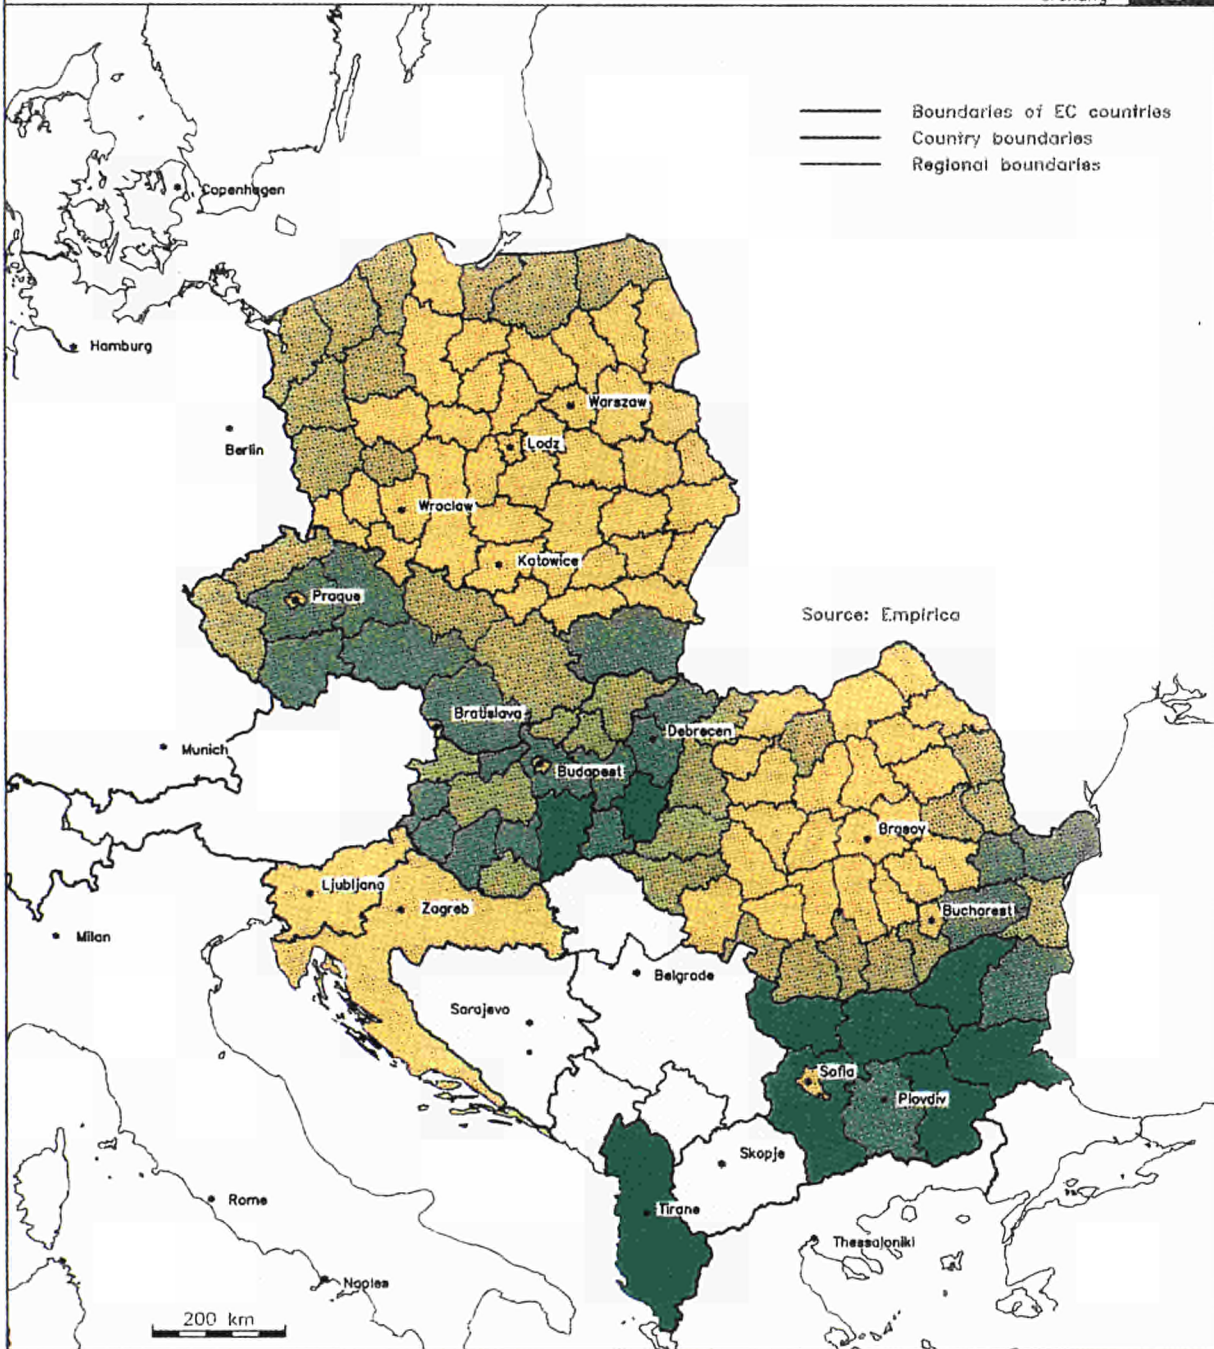 Boundaries of EC countries
Country boundaries
Regional boundaries
Copenhagen
Hamburg
Warszaw
Berlin
Lodz
Wroclaw
Katowice
Prague
Source: Empirica
Bratislava
Debrecen
Munich
Budapest
Brasov
Ljubljana
Zagreb
Bucharest
Milan
Belgrade
Sarajevo
Sofia
Plovdiv
Skopje
Rome
Tirane
Thessaloniki
Naples
200 km